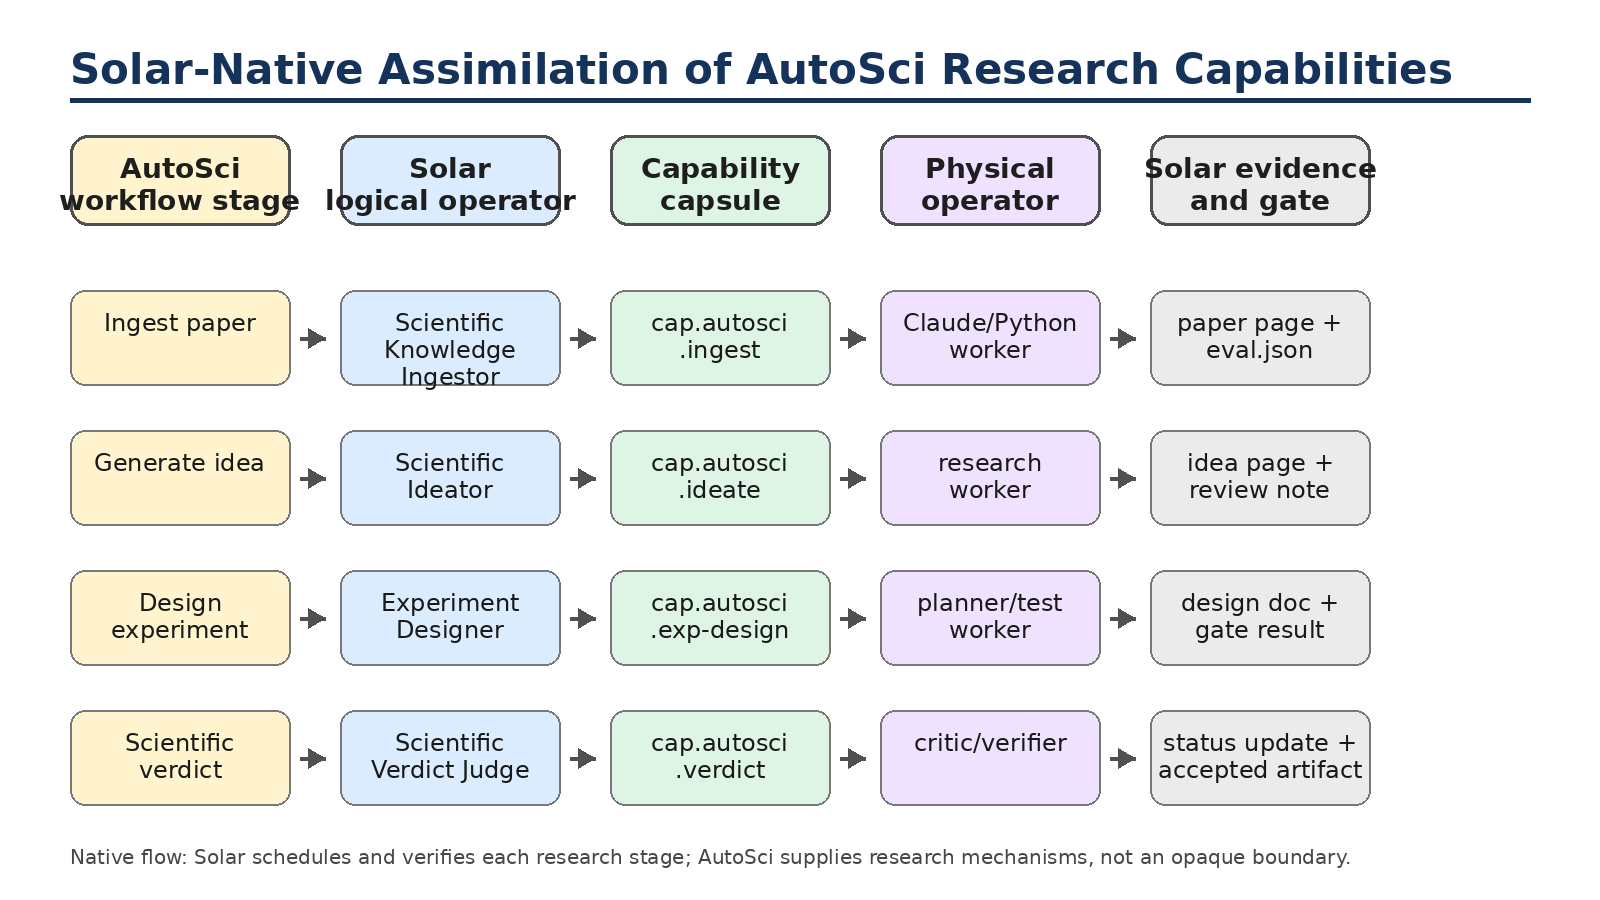 Solar-Native Assimilation of AutoSci Research Capabilities
AutoSci
workflow stage
Solar
logical operator
Capability
capsule
Physical
operator
Solar evidence
and gate
Ingest paper
Scientific
Knowledge
Ingestor
cap.autosci
.ingest
Claude/Python
worker
paper page +
eval.json
Generate idea
Scientific
Ideator
cap.autosci
.ideate
research
worker
idea page +
review note
Design
experiment
Experiment
Designer
cap.autosci
.exp-design
planner/test
worker
design doc +
gate result
Scientific
verdict
Scientific
Verdict Judge
cap.autosci
.verdict
critic/verifier
status update +
accepted artifact
Native flow: Solar schedules and verifies each research stage; AutoSci supplies research mechanisms, not an opaque boundary.